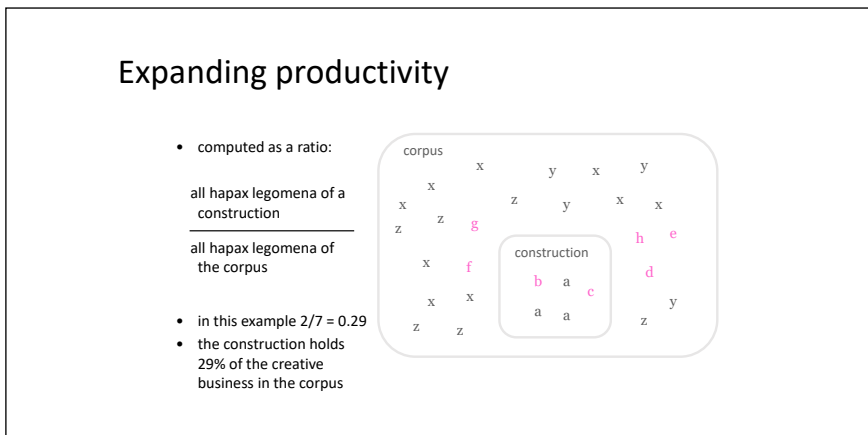 Expanding productivity
• computed as a ratio:
all hapax legomena of a
construction
all hapax legomena of
the corpus
• in this example 2/7 = 0.29
• the construction holds
29% of the creative
business in the corpus
corpus
x y x y
x
x z y x x
z z g h e
construction
x f b a d
c
x x a a y
z z z